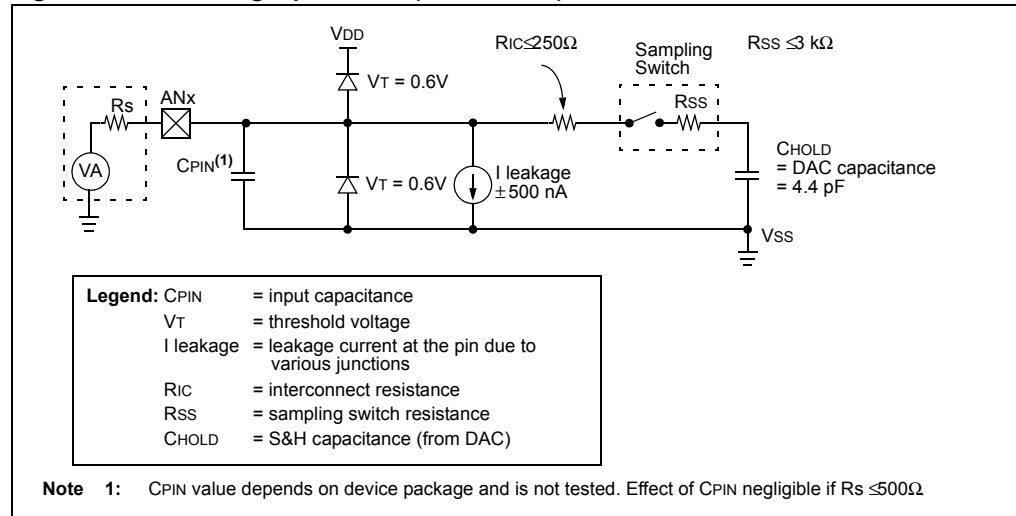 VDD
RIC≤250Ω
Sampling
Switch
RSS ≤3 kΩ
VT = 0.6V
Rs
ANx
RSS
CPIN(1)
VA
VT = 0.6V
I leakage
±500 nA
CHOLD
= DAC capacitance
= 4.4 pF
VSS
Legend: CPIN = input capacitance
VT = threshold voltage
I leakage = leakage current at the pin due to
various junctions
RIC = interconnect resistance
RSS = sampling switch resistance
CHOLD = S&H capacitance (from DAC)
Note 1: CPIN value depends on device package and is not tested. Effect of CPIN negligible if Rs ≤500Ω